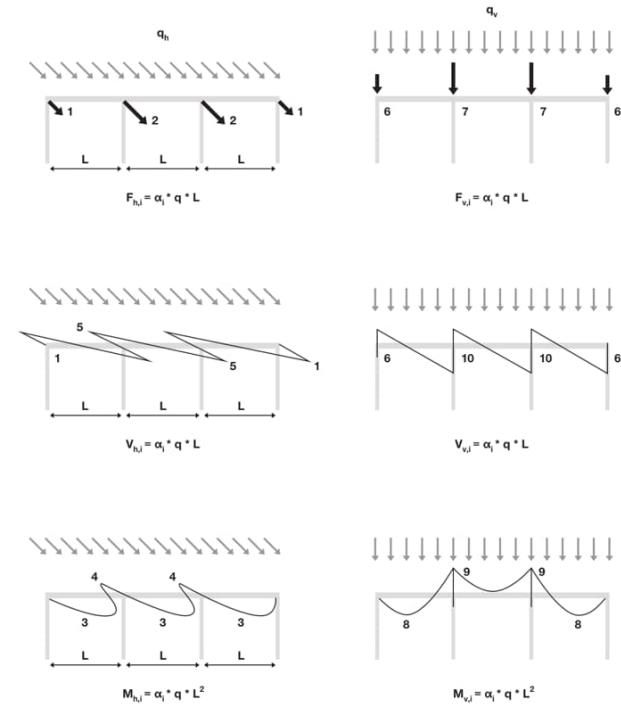 qh
qv
1 2 2 1
6 7 7 6
L L L
Fh,i = αi * q * L
Fv,i = αi * q * L
5
1 5 1
6 10 10 6
L L L
Vh,i = αi * q * L
Vv,i = αi * q * L
4 4
9 9
3 3 3
8 8
L L L
Mh,i = αi * q * L²
Mv,i = αi * q * L²